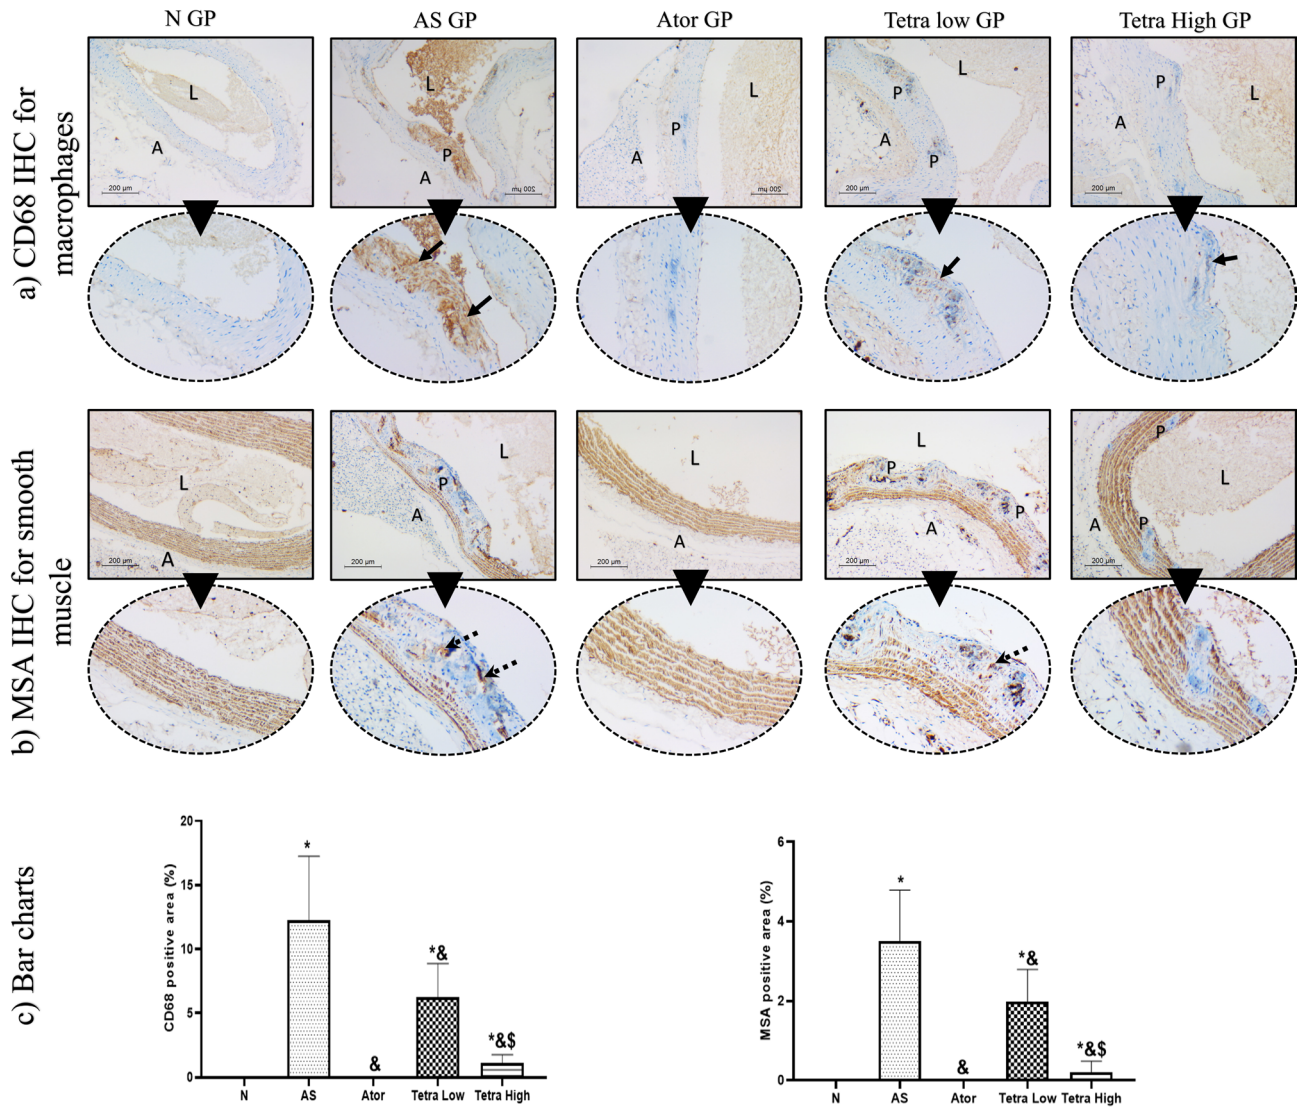 N GP
AS GP
Ator GP
Tetra low GP
Tetra High GP
a) CD68 IHC for
macrophages
L
A
200 µm
L
P
A
200 µm
P
L
A
200 µm
L
P
A
P
200 µm
P
L
A
200 µm
b) MSA IHC for smooth
muscle
L
A
200 µm
L
P
A
200 µm
L
A
200 µm
L
P
P
A
200 µm
P
L
A
P
200 µm
c) Bar charts
CD68 positive area (%)
20
15
10
5
0
*
&
*&
*&$
N
AS
Ator
Tetra Low
Tetra High
MSA positive area (%)
6
4
2
0
*
&
*&
*&$
N
AS
Ator
Tetra Low
Tetra High